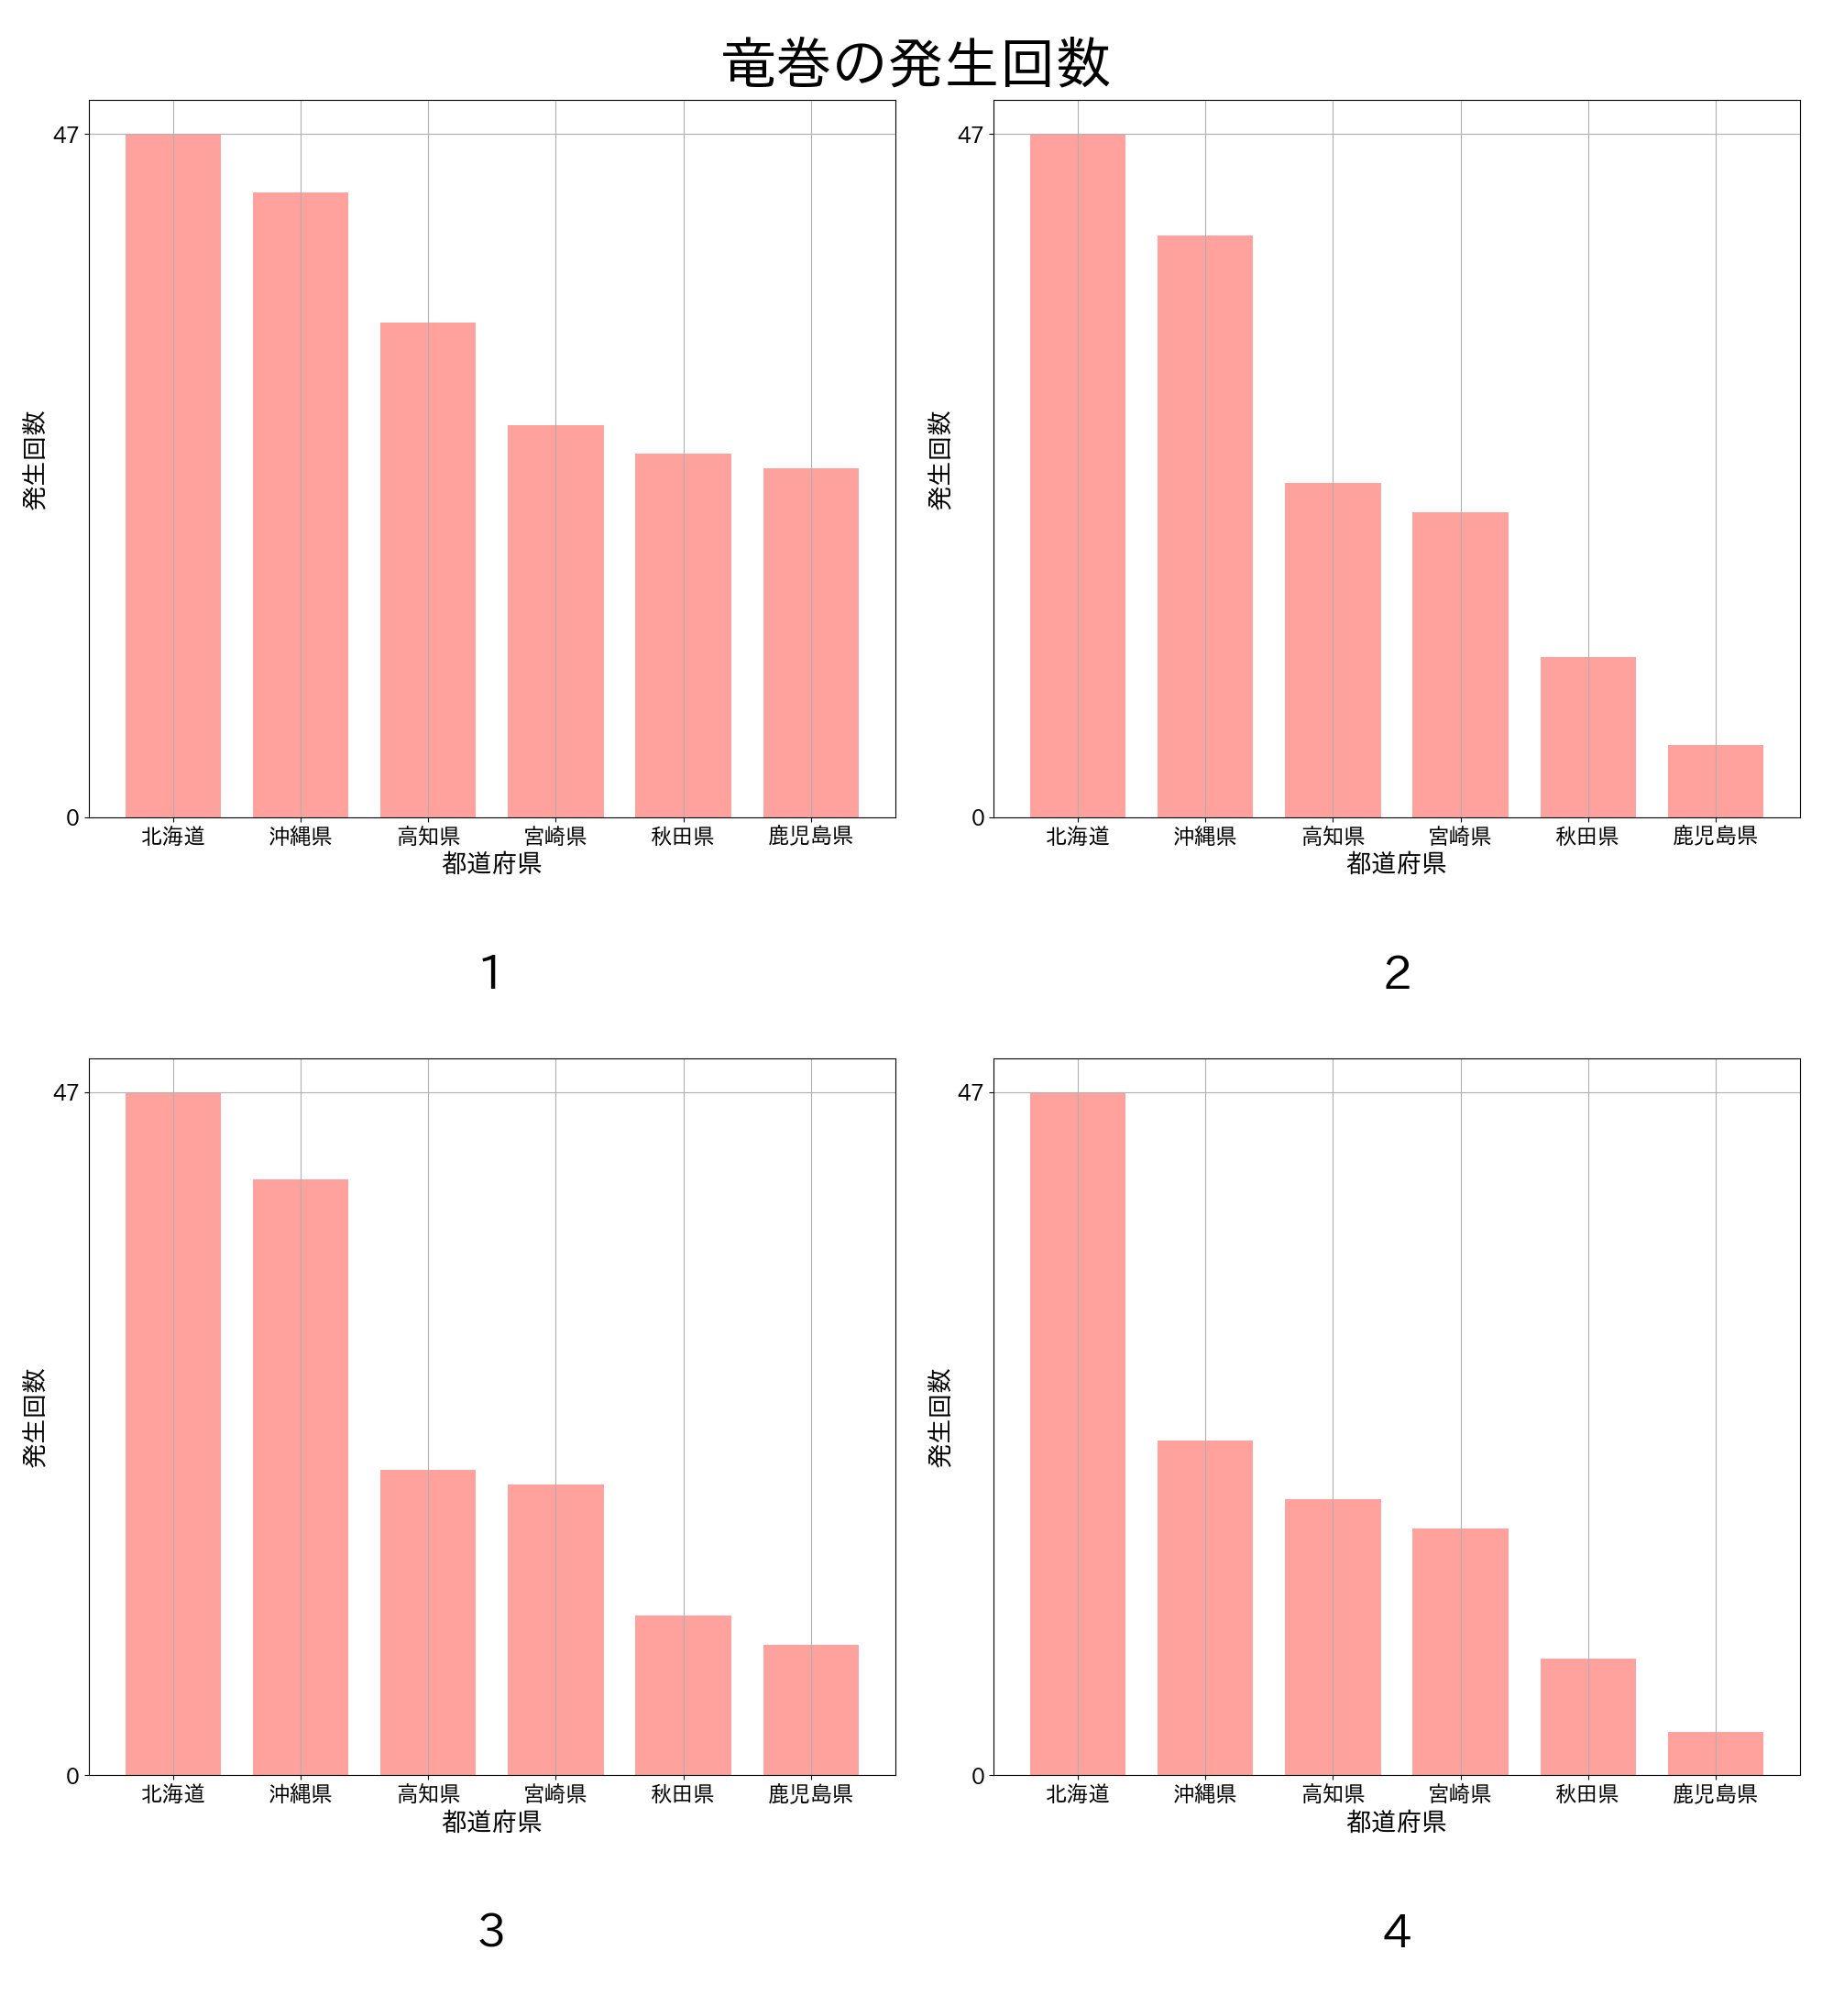 竜巻の発生回数
47
0
発生回数
北海道 沖縄県 高知県 宮崎県 秋田県 鹿児島県
都道府県
1
47
0
発生回数
北海道 沖縄県 高知県 宮崎県 秋田県 鹿児島県
都道府県
2
47
0
発生回数
北海道 沖縄県 高知県 宮崎県 秋田県 鹿児島県
都道府県
3
47
0
発生回数
北海道 沖縄県 高知県 宮崎県 秋田県 鹿児島県
都道府県
4